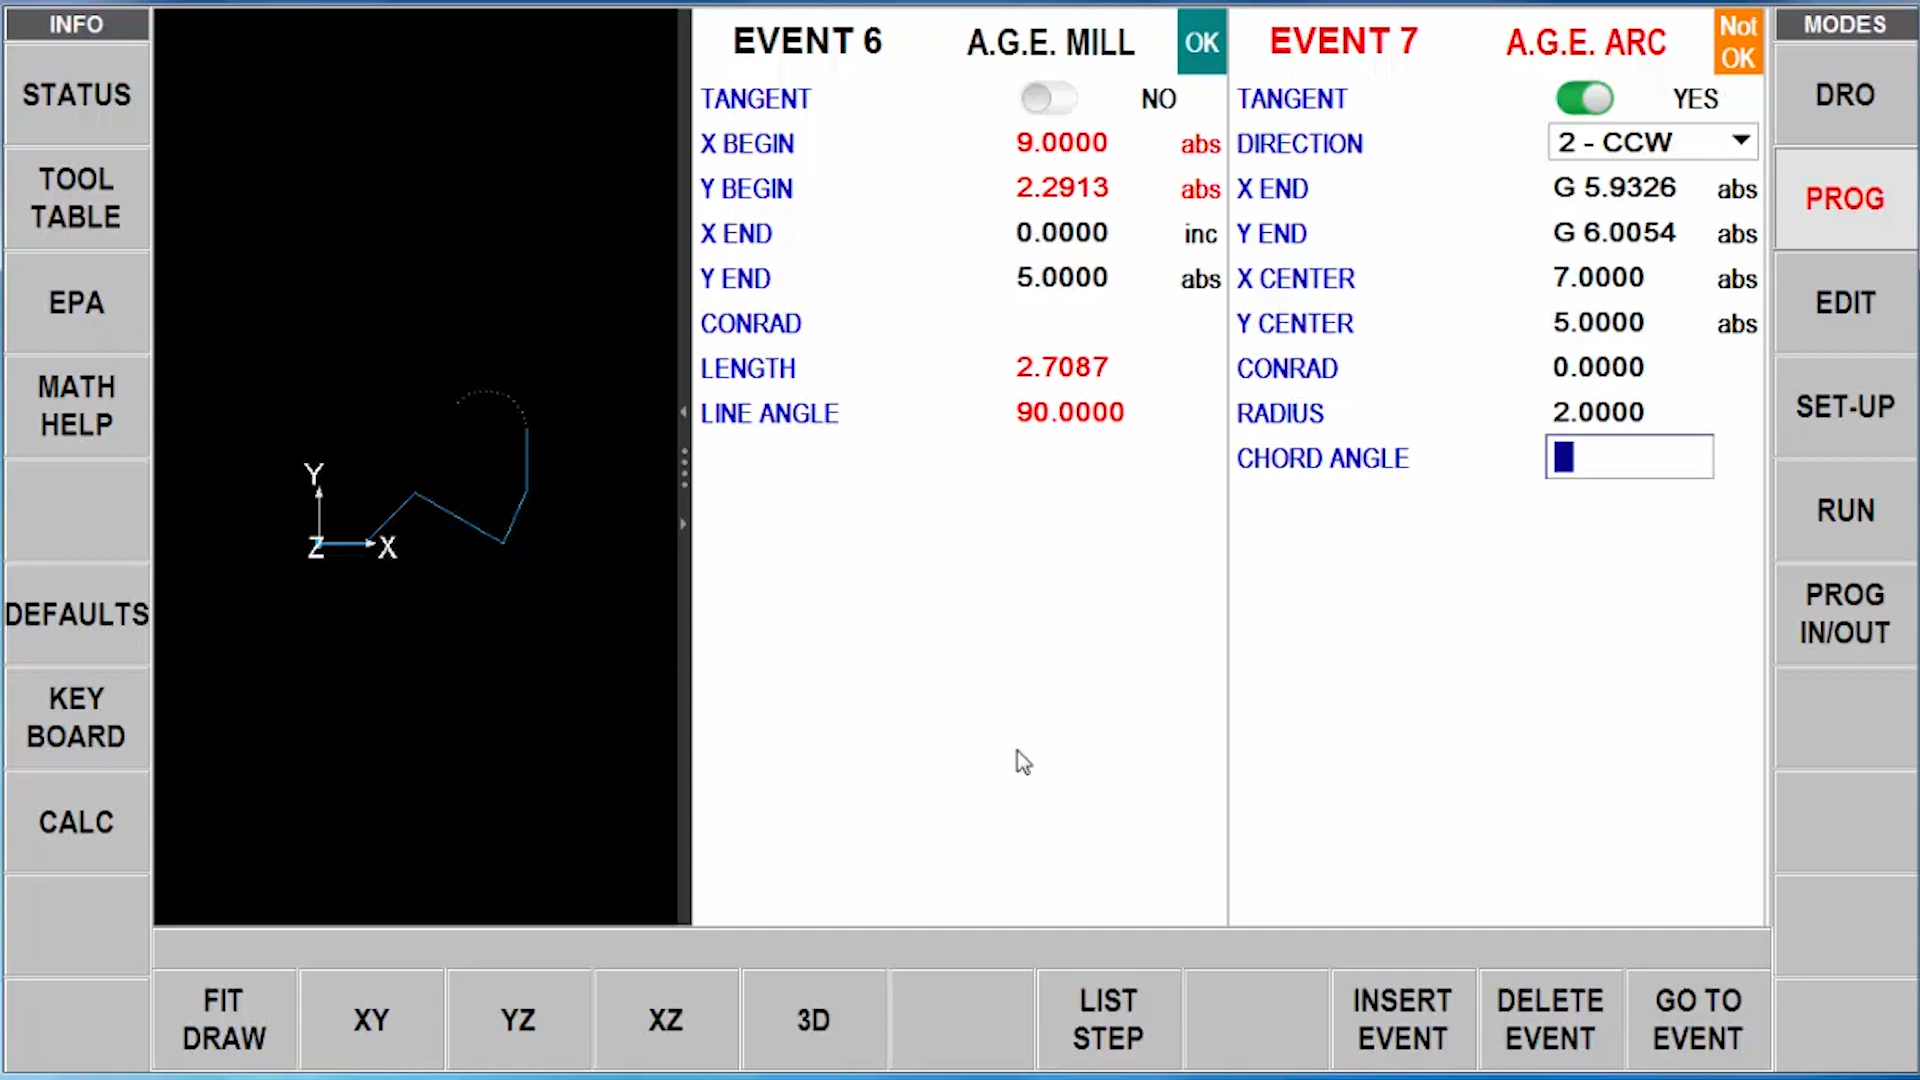 INFO
STATUS
TOOL
TABLE
EPA
MATH
HELP
DEFAULTS
KEY
BOARD
CALC
Y
Z
X
EVENT 6 A.G.E. MILL OK
TANGENT NO
X BEGIN 9.0000 abs
Y BEGIN 2.2913 abs
X END 0.0000 inc
Y END 5.0000 abs
CONRAD
LENGTH 2.7087
LINE ANGLE 90.0000
EVENT 7 A.G.E. ARC Not OK
TANGENT YES
DIRECTION 2 - CCW
X END G 5.9326 abs
Y END G 6.0054 abs
X CENTER 7.0000 abs
Y CENTER 5.0000 abs
CONRAD 0.0000
RADIUS 2.0000
CHORD ANGLE
MODES
DRO
PROG
EDIT
SET-UP
RUN
PROG
IN/OUT
FIT
DRAW
XY
YZ
XZ
3D
LIST
STEP
INSERT
EVENT
DELETE
EVENT
GO TO
EVENT